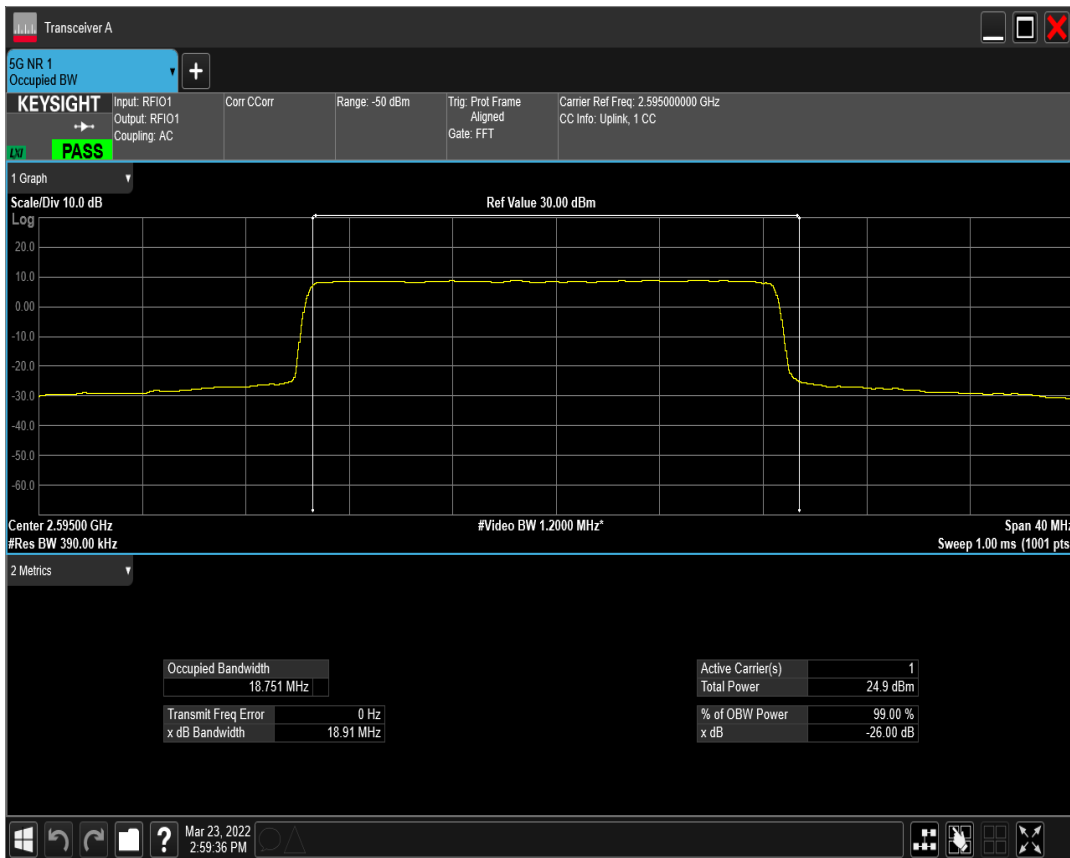 Transceiver A
5G NR 1
Occupied BW
+
KEYSIGHT
LXI
PASS
Input: RFIO1
Output: RFIO1
Coupling: AC
Corr CCorr
Range: -50 dBm
Trig: Prot Frame
Aligned
Gate: FFT
Carrier Ref Freq: 2.595000000 GHz
CC Info: Uplink, 1 CC
1 Graph
Scale/Div 10.0 dB
Ref Value 30.00 dBm
Log
20.0
10.0
0.00
-10.0
-20.0
-30.0
-40.0
-50.0
-60.0
Center 2.59500 GHz
#Video BW 1.2000 MHz*
Span 40 MHz
#Res BW 390.00 kHz
Sweep 1.00 ms (1001 pts
2 Metrics
Occupied Bandwidth
18.751 MHz
Transmit Freq Error 0 Hz
x dB Bandwidth 18.91 MHz
Active Carrier(s) 1
Total Power 24.9 dBm
% of OBW Power 99.00 %
x dB -26.00 dB
?
Mar 23, 2022
2:59:36 PM